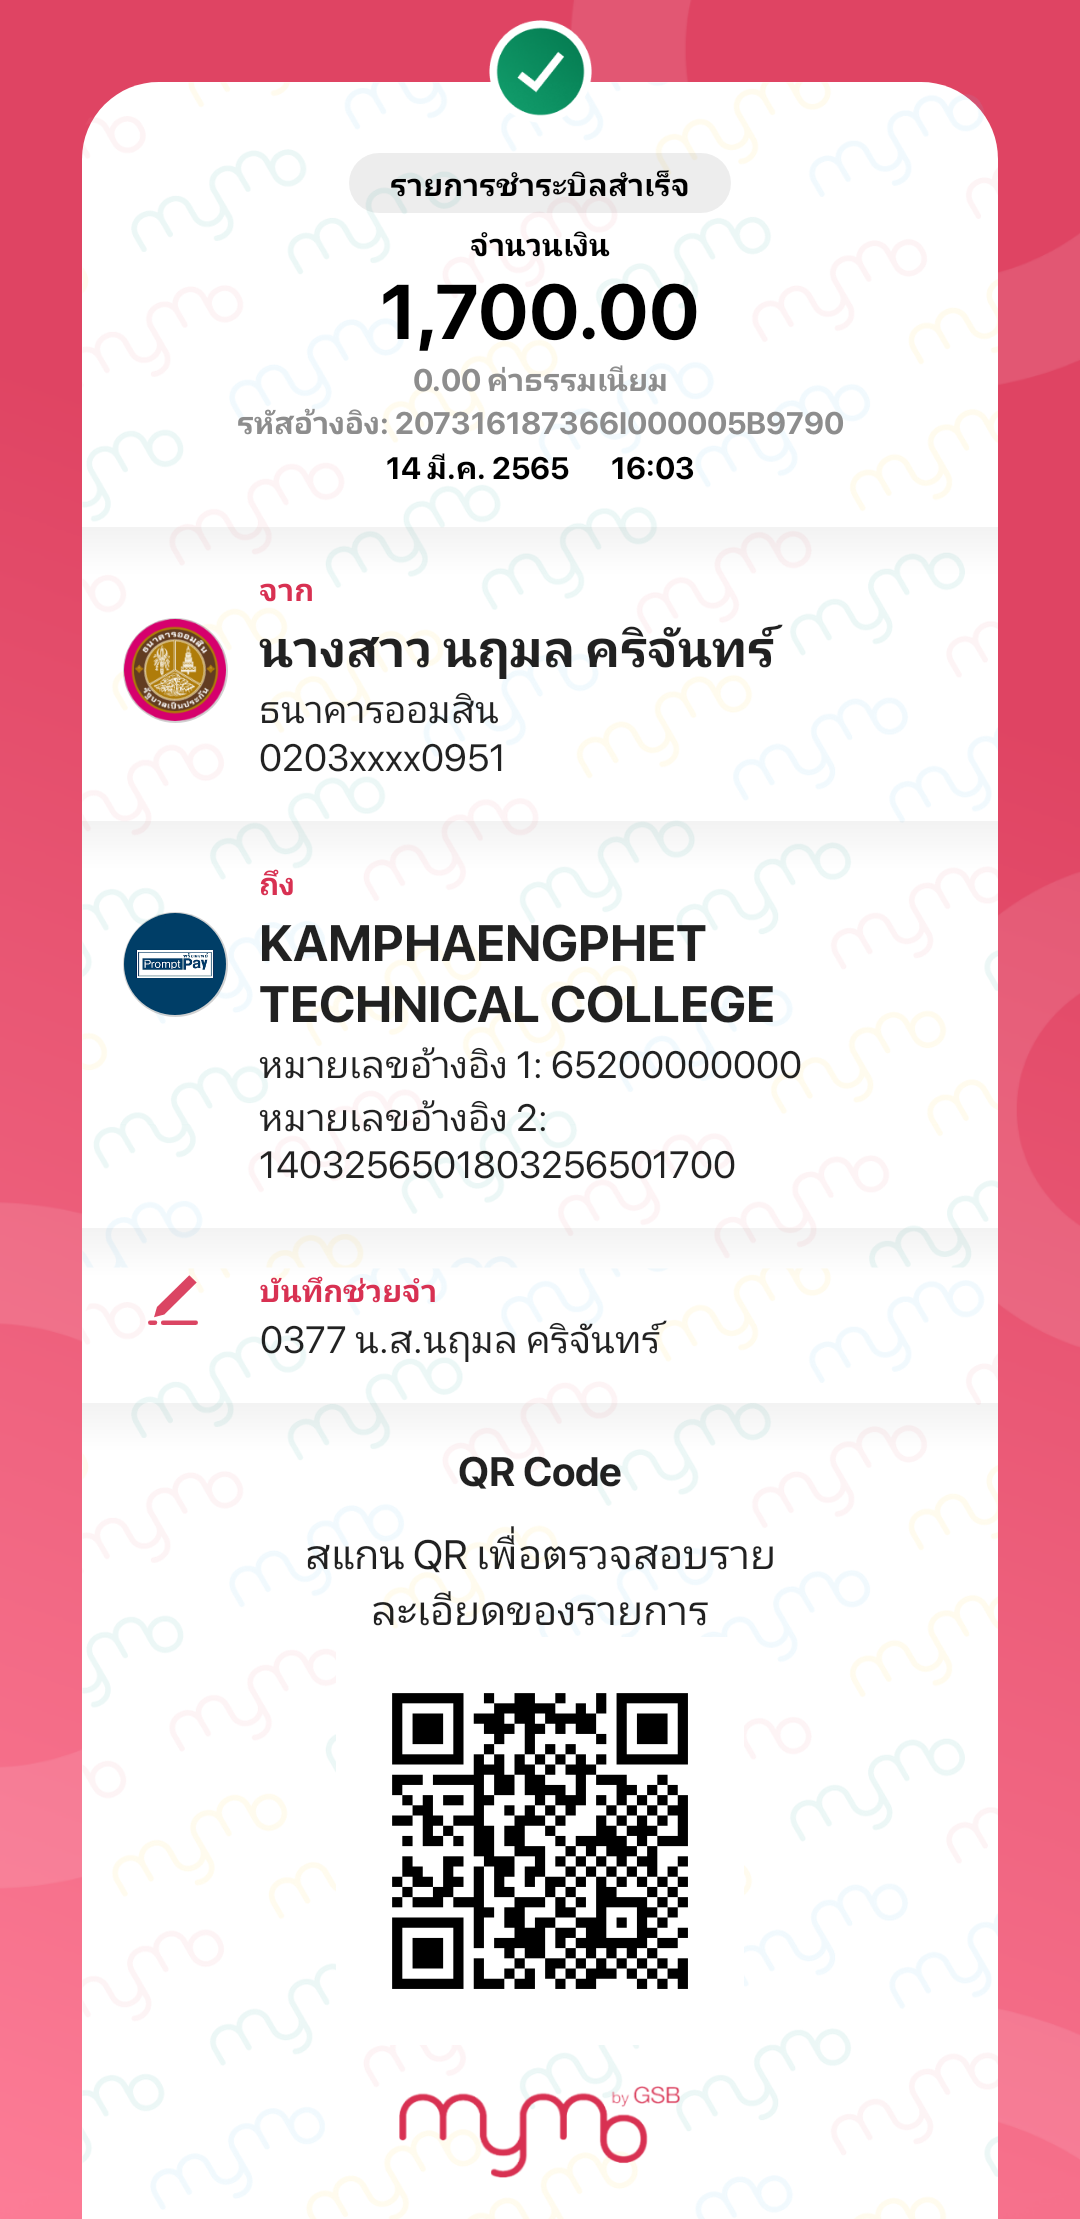 รายการชำระบิลสำเร็จ
จำนวนเงิน
1,700.00
0.00 ค่าธรรมเนียม
รหัสอ้างอิง: 207316187366I000005B9790
14 มี.ค. 2565 16:03
จาก
นางสาว นฤมล คริจันทร์
ธนาคารออมสิน
0203xxxx0951
ถึง
PromptPay
KAMPHAENGPHET
TECHNICAL COLLEGE
หมายเลขอ้างอิง 1: 65200000000
หมายเลขอ้างอิง 2:
1403256501803256501700
บันทึกช่วยจำ
0377 น.ส.นฤมล คริจันทร์
QR Code
สแกน QR เพื่อตรวจสอบราย
ละเอียดของรายการ
mymo by GSB